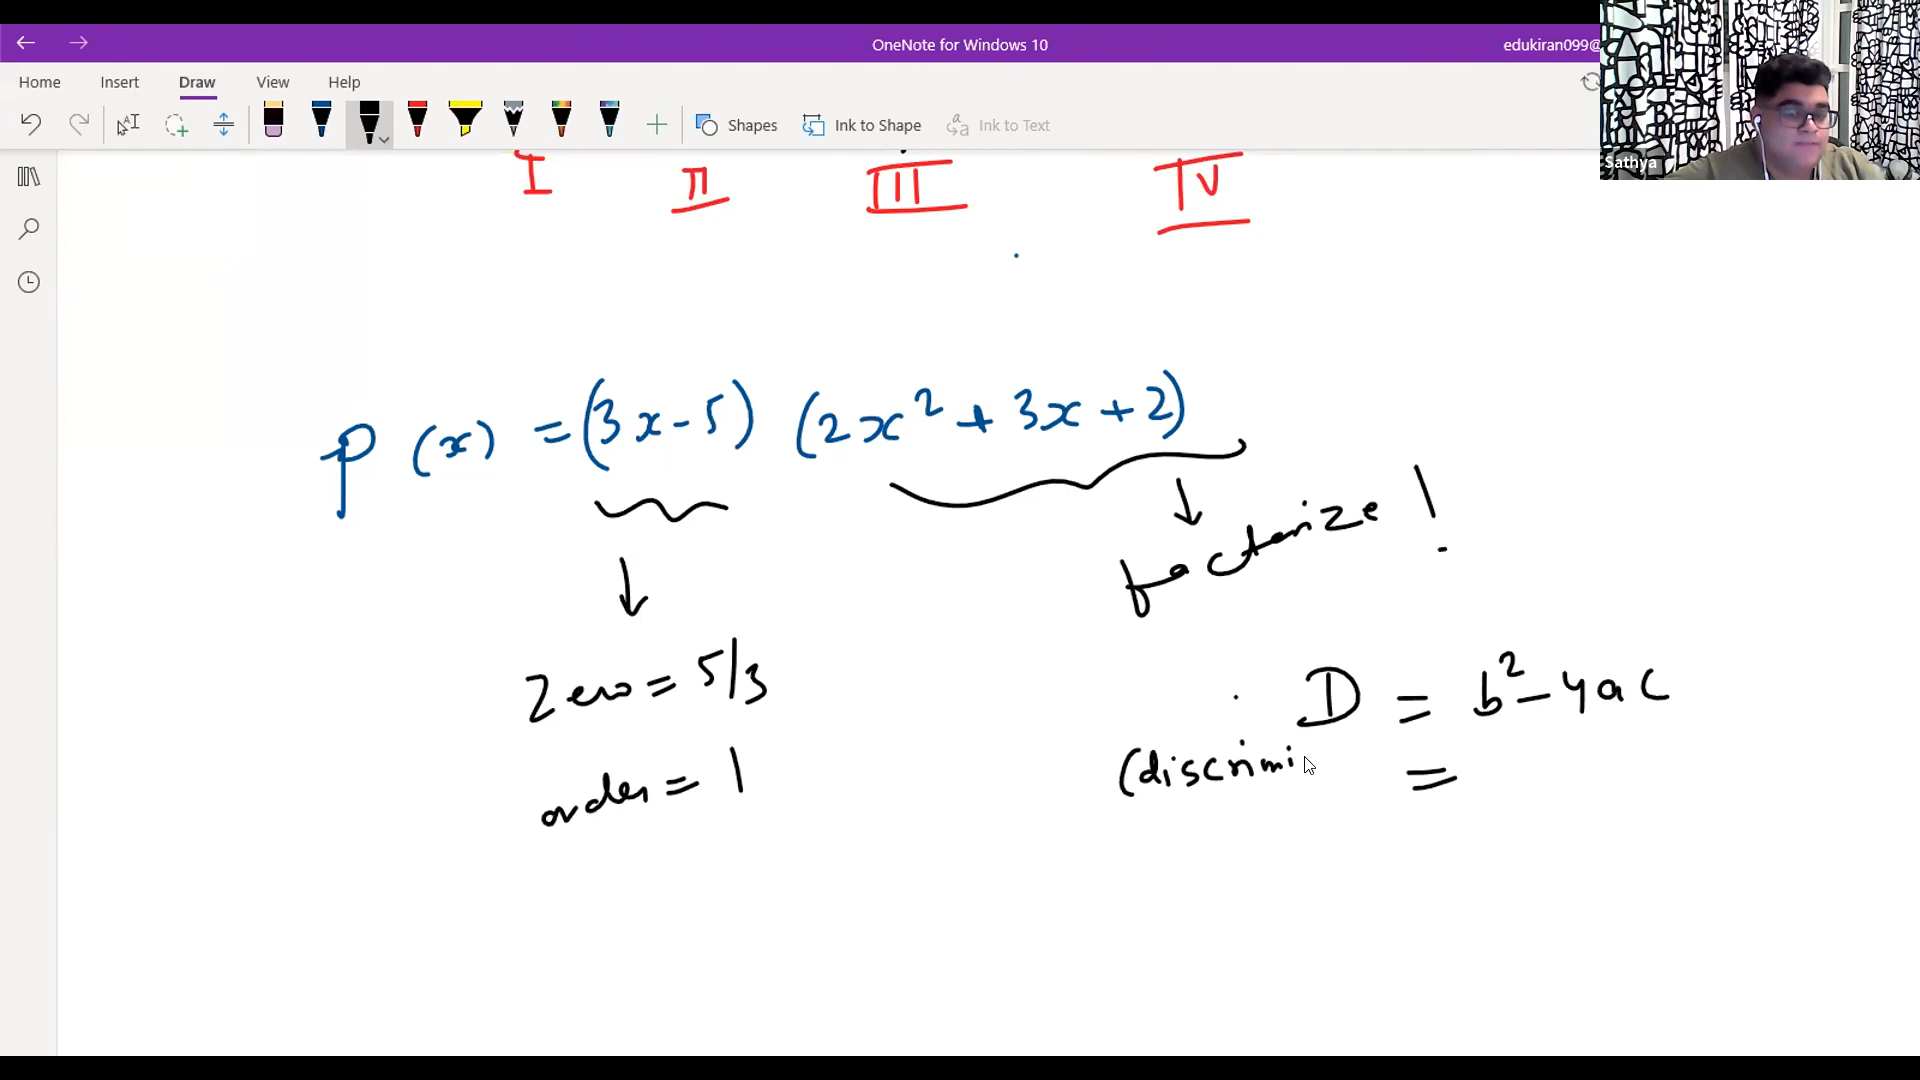 OneNote for Windows 10
edukiran099@
Home Insert Draw View Help
Shapes Ink to Shape Ink to Text
Sathya
I II III IV
p(x) = (3x-5) (2x² + 3x + 2)
factorize!
Zero = 5/3
D = b² - 4ac
order = 1
(discrimi =